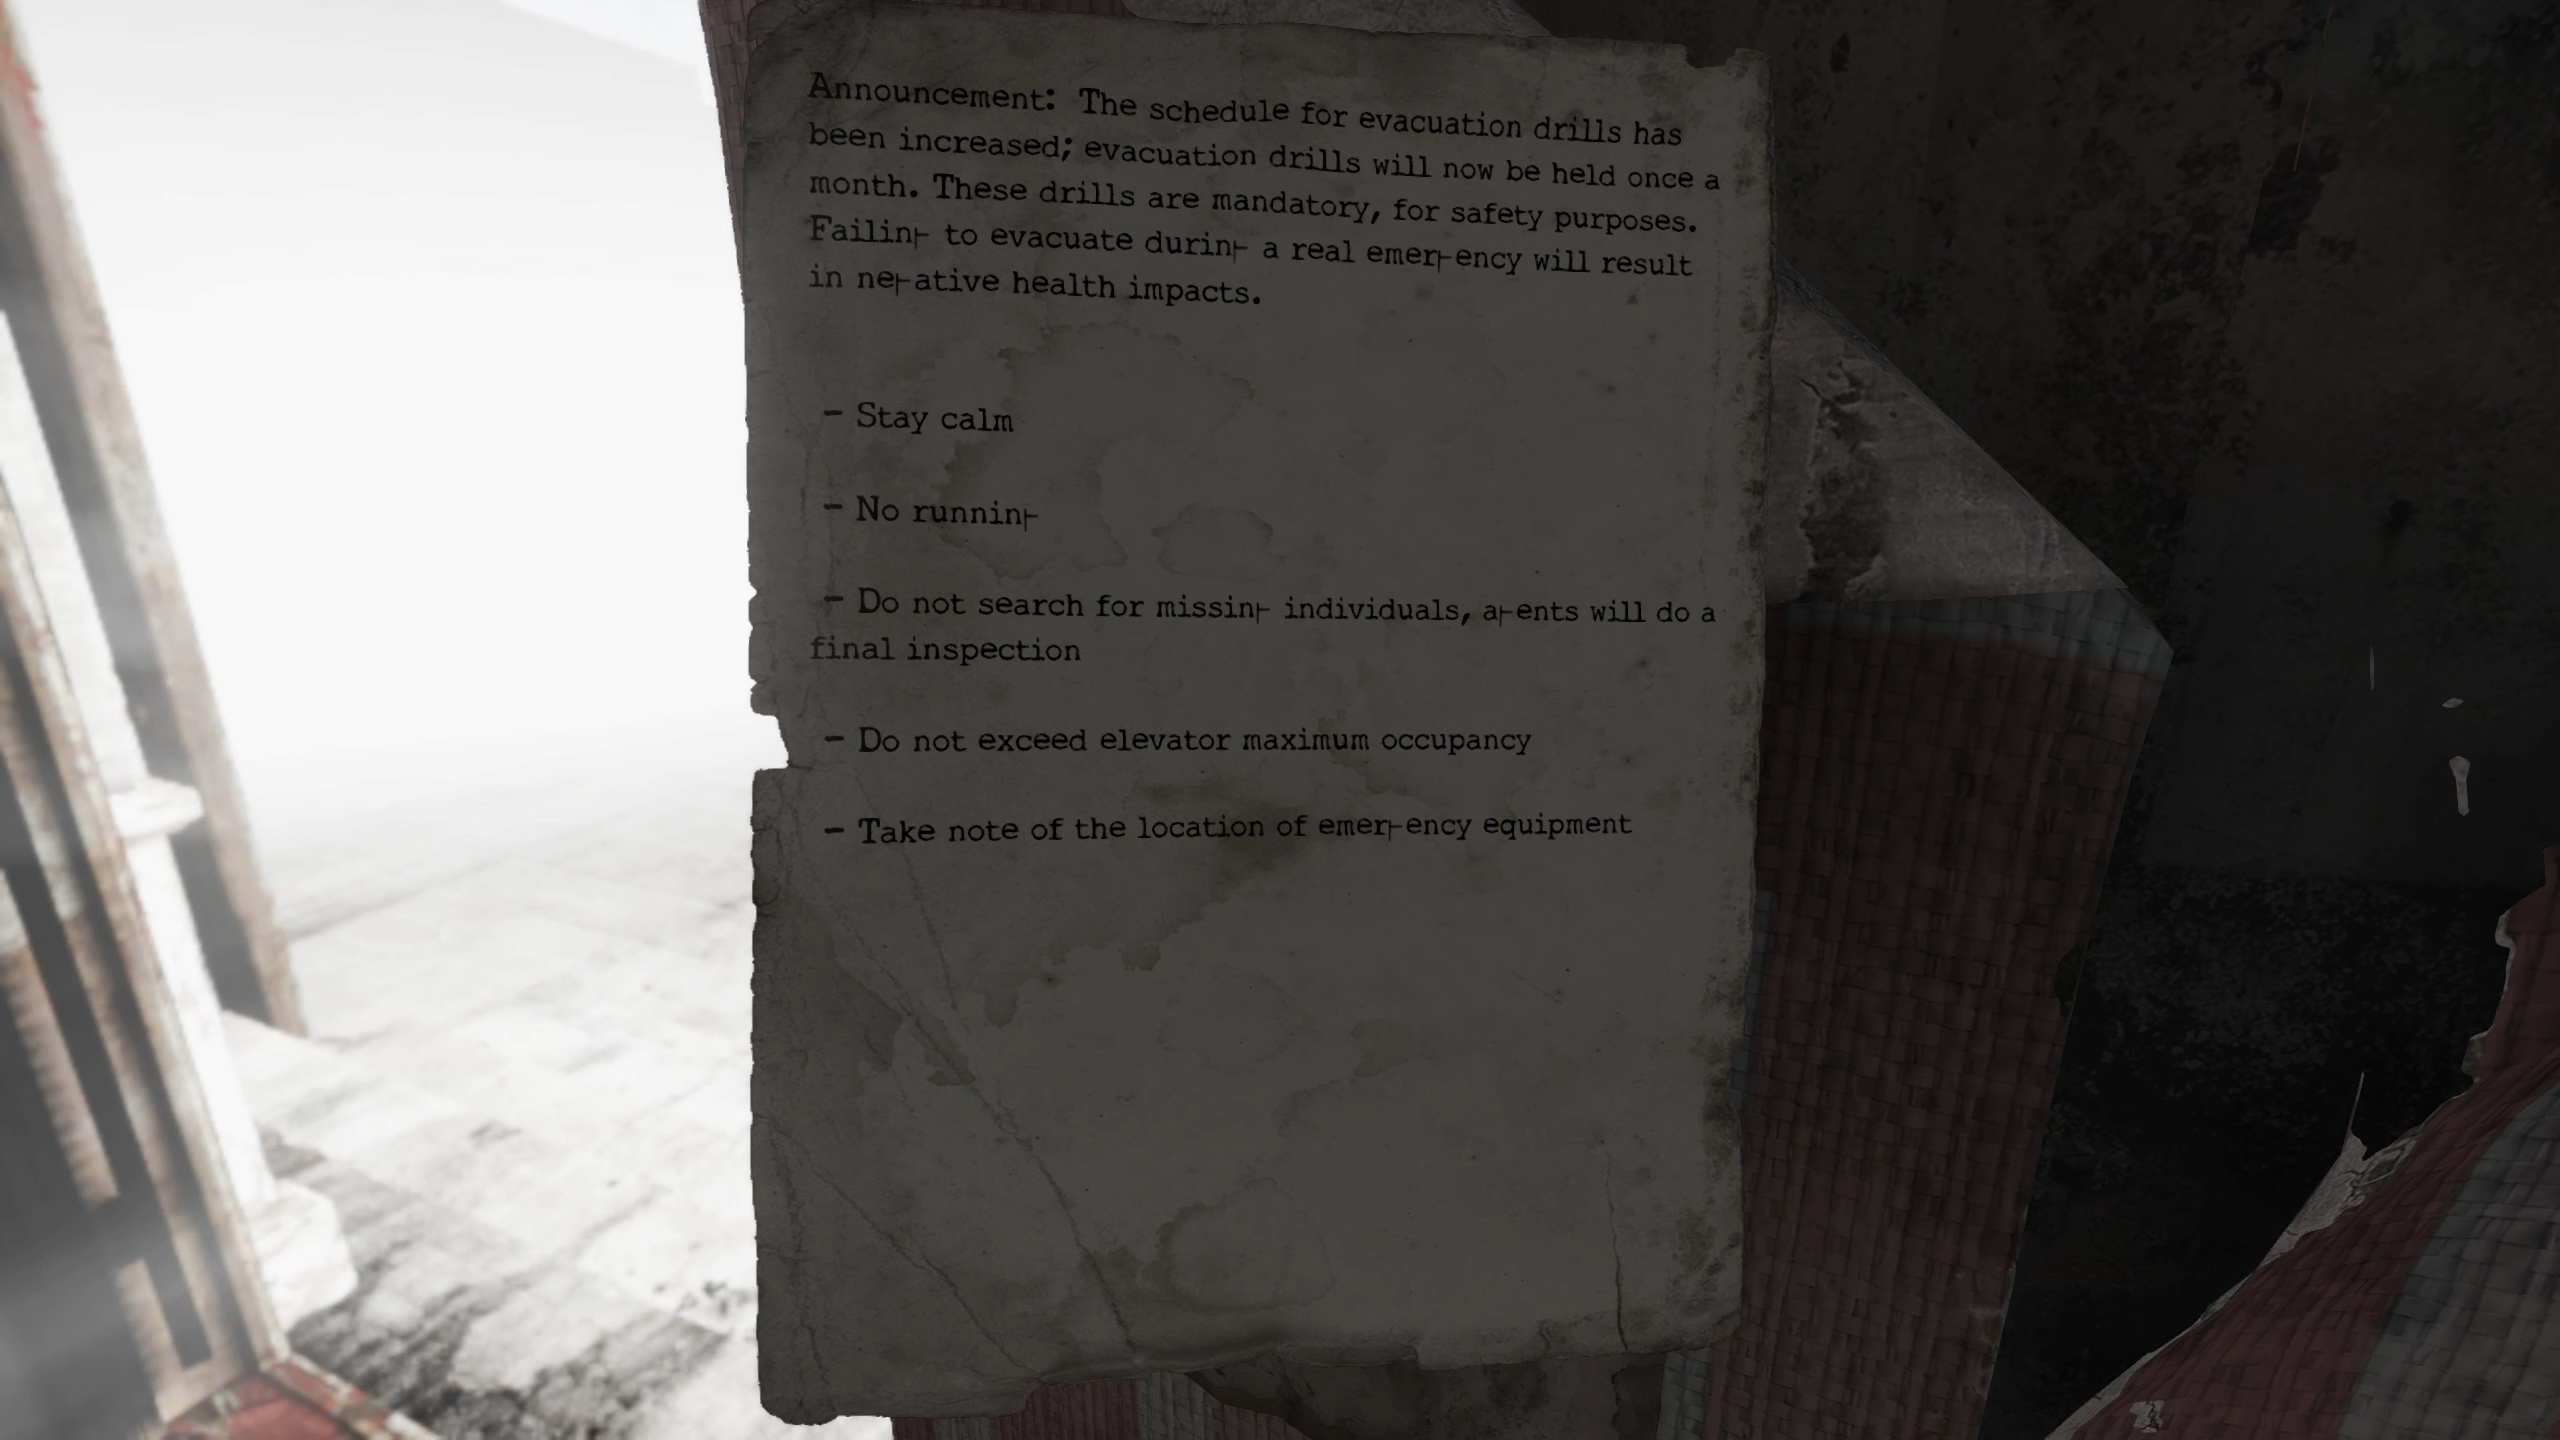 Announcement: The schedule for evacuation drills has
been increased; evacuation drills will now be held once a
month. These drills are mandatory, for safety purposes.
Failin⊦ to evacuate durin⊦ a real emer⊦ency will result
in ne⊦ative health impacts.
- Stay calm
- No runnin⊦
- Do not search for missin⊦ individuals, a⊦ents will do a
final inspection
- Do not exceed elevator maximum occupancy
- Take note of the location of emer⊦ency equipment